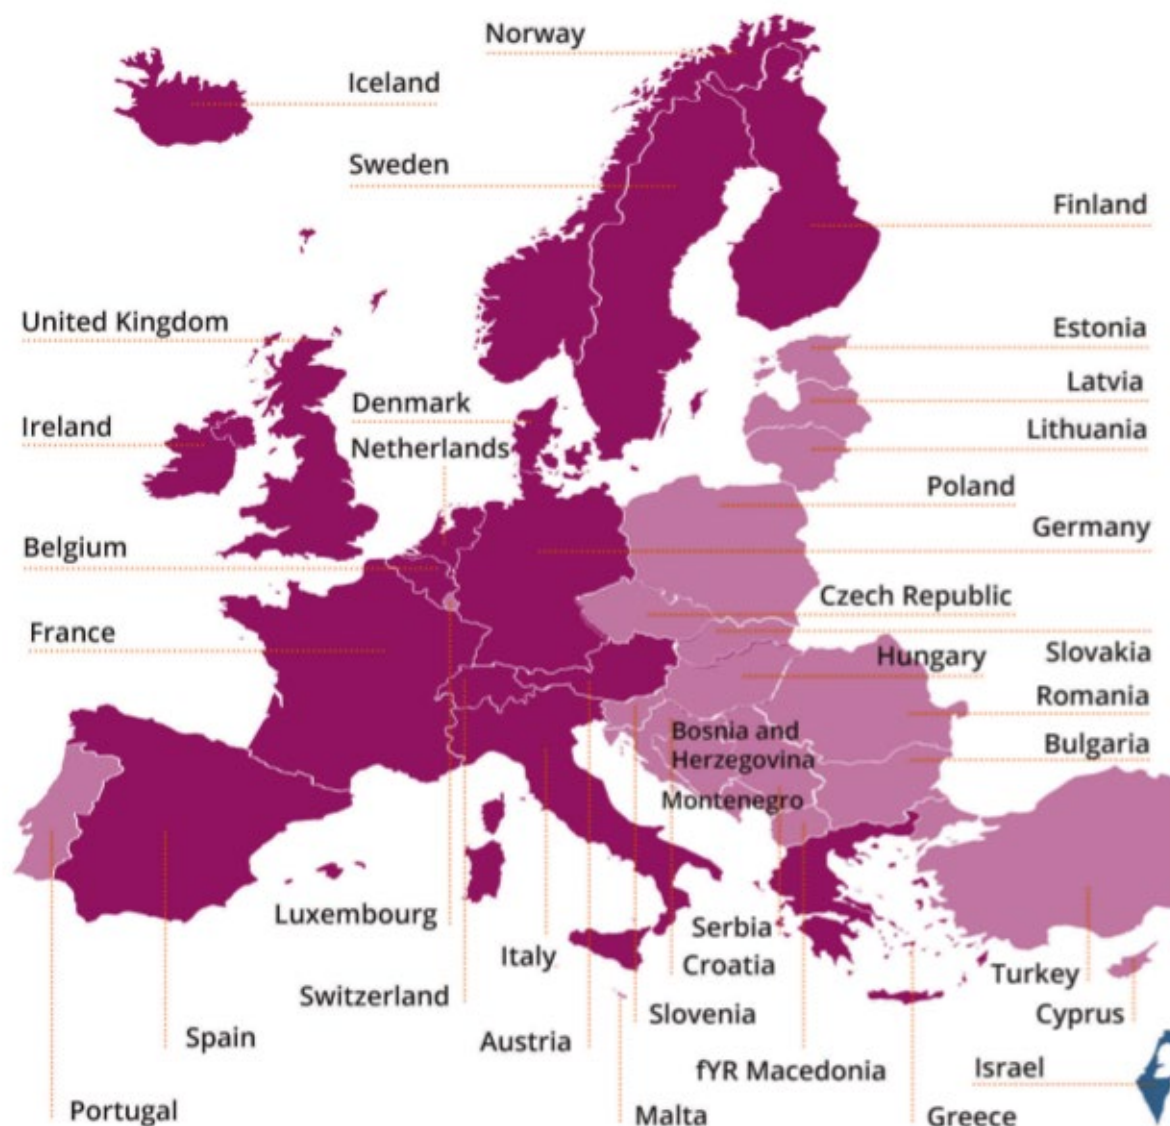 Norway
Iceland
Sweden
Finland
United Kingdom
Estonia
Latvia
Denmark
Ireland
Lithuania
Netherlands
Poland
Germany
Belgium
Czech Republic
France
Slovakia
Hungary
Romania
Bosnia and
Herzegovina
Bulgaria
Montenegro
Luxembourg
Serbia
Italy
Croatia
Turkey
Switzerland
Slovenia
Cyprus
Spain
Austria
fYR Macedonia
Israel
Portugal
Malta
Greece